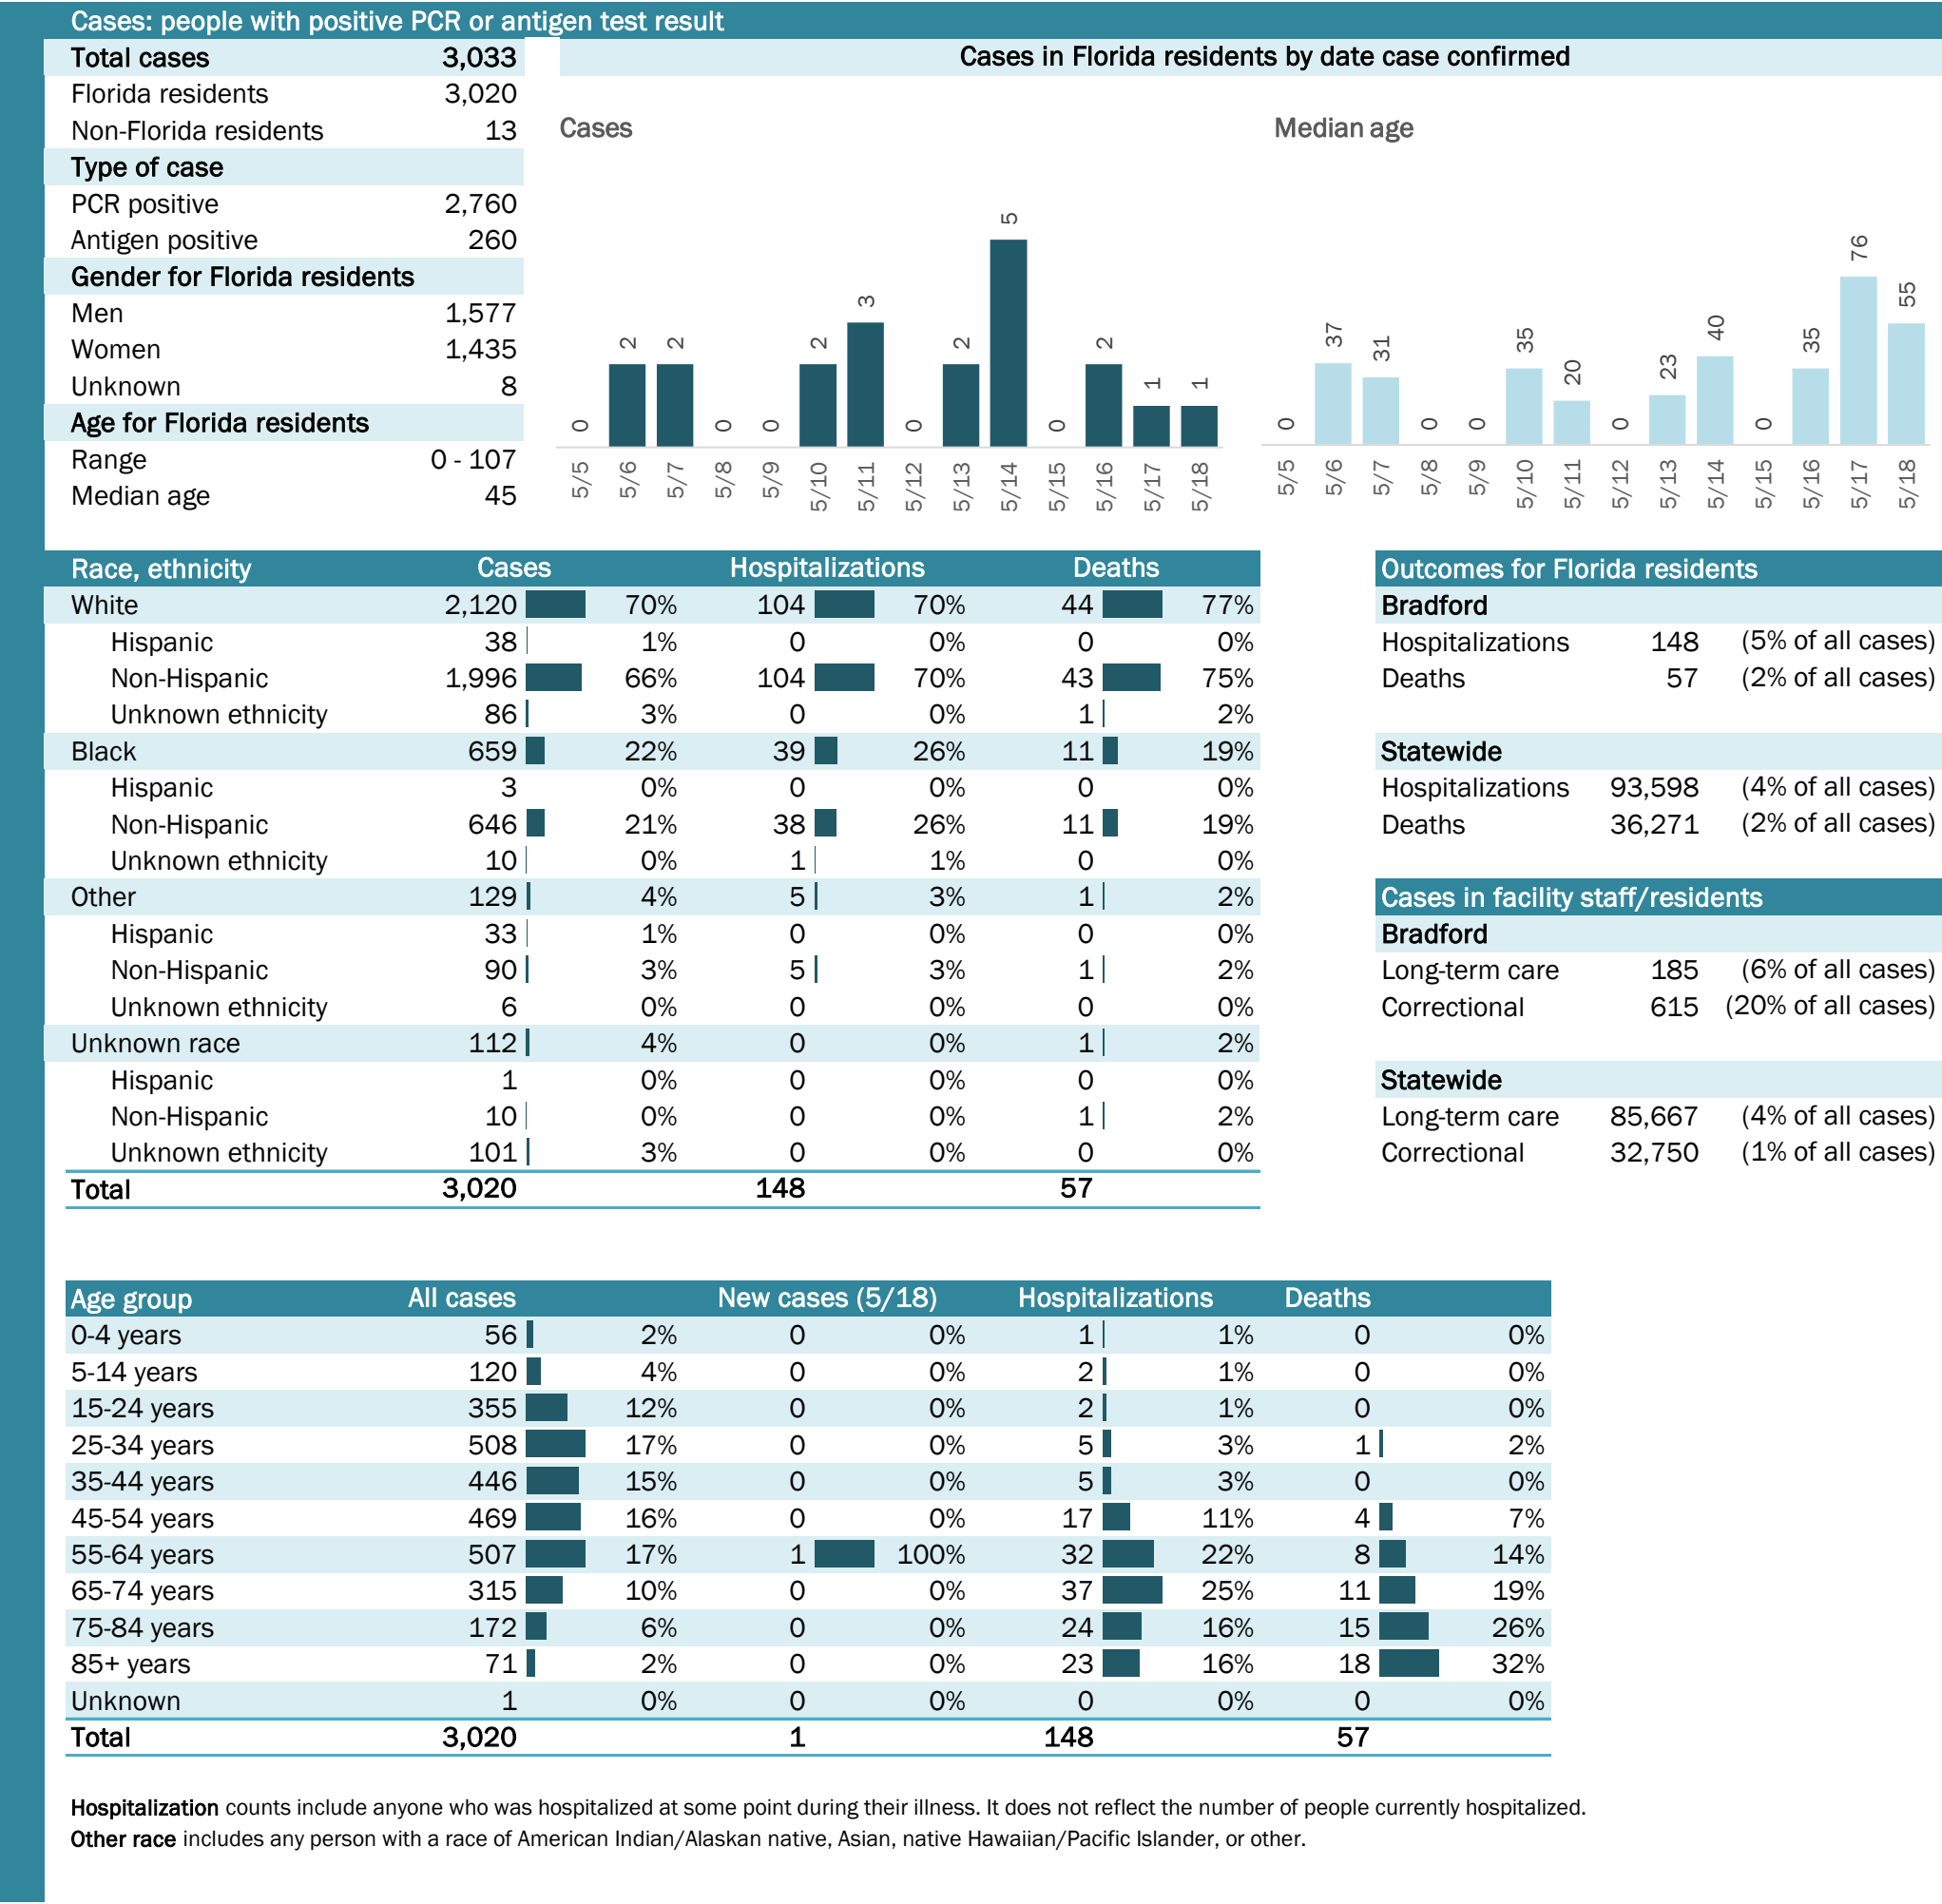 Cases: people with positive PCR or antigen test result
Total cases 3,033
Florida residents 3,020
Non-Florida residents 13
Type of case
PCR positive 2,760
Antigen positive 260
Gender for Florida residents
Men 1,577
Women 1,435
Unknown 8
Age for Florida residents
Range 0 - 107
Median age 45
Cases in Florida residents by date case confirmed
Cases
0 2 2 0 0 2 3 0 2 5 0 2 1 1
5/5 5/6 5/7 5/8 5/9 5/10 5/11 5/12 5/13 5/14 5/15 5/16 5/17 5/18
Median age
0 37 31 0 0 35 20 0 23 40 0 35 76 55
5/5 5/6 5/7 5/8 5/9 5/10 5/11 5/12 5/13 5/14 5/15 5/16 5/17 5/18
Race, ethnicity Cases Hospitalizations Deaths
White 2,120 70% 104 70% 44 77%
Hispanic 38 1% 0 0% 0 0%
Non-Hispanic 1,996 66% 104 70% 43 75%
Unknown ethnicity 86 3% 0 0% 1 2%
Black 659 22% 39 26% 11 19%
Hispanic 3 0% 0 0% 0 0%
Non-Hispanic 646 21% 38 26% 11 19%
Unknown ethnicity 10 0% 1 1% 0 0%
Other 129 4% 5 3% 1 2%
Hispanic 33 1% 0 0% 0 0%
Non-Hispanic 90 3% 5 3% 1 2%
Unknown ethnicity 6 0% 0 0% 0 0%
Unknown race 112 4% 0 0% 1 2%
Hispanic 1 0% 0 0% 0 0%
Non-Hispanic 10 0% 0 0% 1 2%
Unknown ethnicity 101 3% 0 0% 0 0%
Total 3,020 148 57
Outcomes for Florida residents
Bradford
Hospitalizations 148 (5% of all cases)
Deaths 57 (2% of all cases)
Statewide
Hospitalizations 93,598 (4% of all cases)
Deaths 36,271 (2% of all cases)
Cases in facility staff/residents
Bradford
Long-term care 185 (6% of all cases)
Correctional 615 (20% of all cases)
Statewide
Long-term care 85,667 (4% of all cases)
Correctional 32,750 (1% of all cases)
Age group All cases New cases (5/18) Hospitalizations Deaths
0-4 years 56 2% 0 0% 1 1% 0 0%
5-14 years 120 4% 0 0% 2 1% 0 0%
15-24 years 355 12% 0 0% 2 1% 0 0%
25-34 years 508 17% 0 0% 5 3% 1 2%
35-44 years 446 15% 0 0% 5 3% 0 0%
45-54 years 469 16% 0 0% 17 11% 4 7%
55-64 years 507 17% 1 100% 32 22% 8 14%
65-74 years 315 10% 0 0% 37 25% 11 19%
75-84 years 172 6% 0 0% 24 16% 15 26%
85+ years 71 2% 0 0% 23 16% 18 32%
Unknown 1 0% 0 0% 0 0% 0 0%
Total 3,020 1 148 57
Hospitalization counts include anyone who was hospitalized at some point during their illness. It does not reflect the number of people currently hospitalized.
Other race includes any person with a race of American Indian/Alaskan native, Asian, native Hawaiian/Pacific Islander, or other.